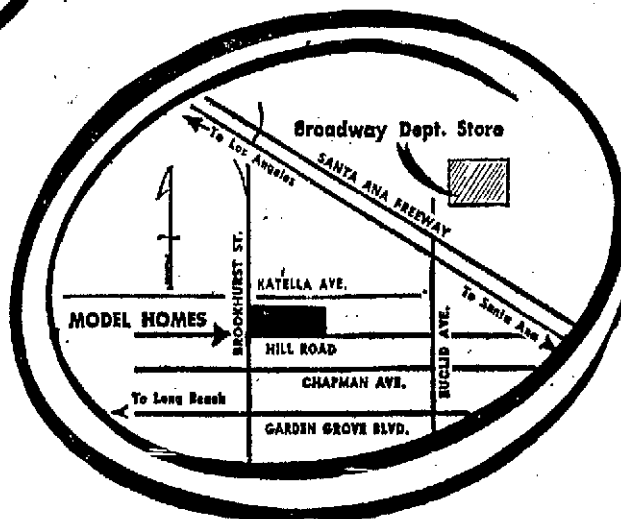 Broadway Dept. Store
To Los Angeles
SANTA ANA FREEWAY
BROOKHURST ST.
KATELLA AVE.
To Santa Ana
MODEL HOMES
HILL ROAD
EUCLID AVE.
CHAPMAN AVE.
To Long Beach
GARDEN GROVE BLVD.